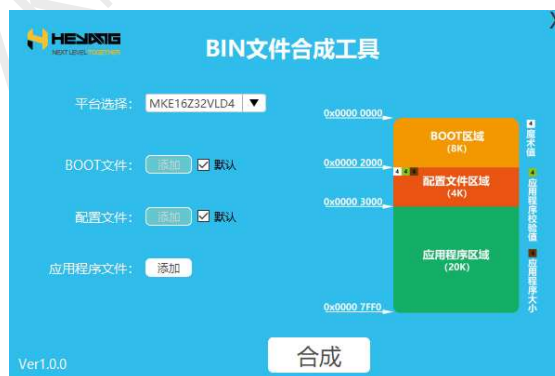 HEYANG
NEXT LEVEL TOGETHER
BIN文件合成工具
平台选择: MKE16Z32VLD4
BOOT文件: 添加 默认
配置文件: 添加 默认
应用程序文件: 添加
0x0000 0000
BOOT区域
(8K)
0x0000 2000
4 4
配置文件区域
(4K)
0x0000 3000
应用程序区域
(20K)
0x0000 7FF0
4 魔术值
4 应用程序校验值
应用程序大小
合成
Ver1.0.0